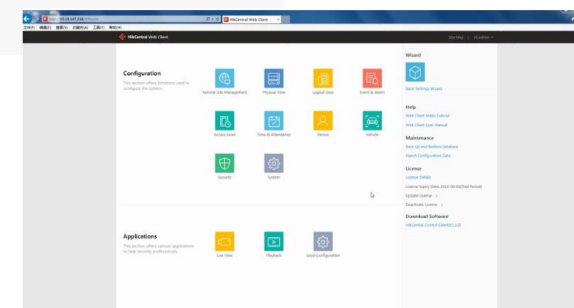 HikCentral Web Client
HikCentral Web Client
Configuration
This section offers functions used to
configure the system.
Remote Site Management
Physical View
Logical View
Event & Alarm
Access Level
Time & Attendance
Person
Vehicle
Security
System
Applications
This section offers various applications
to help security professionals.
Live View
Playback
Local Configuration
Wizard
Basic Settings Wizard
Help
Web Client Video Tutorial
Web Client User Manual
Maintenance
Back Up and Restore Database
Export Configuration Data
License
License Details
Update License
Deactivate License
Download Software